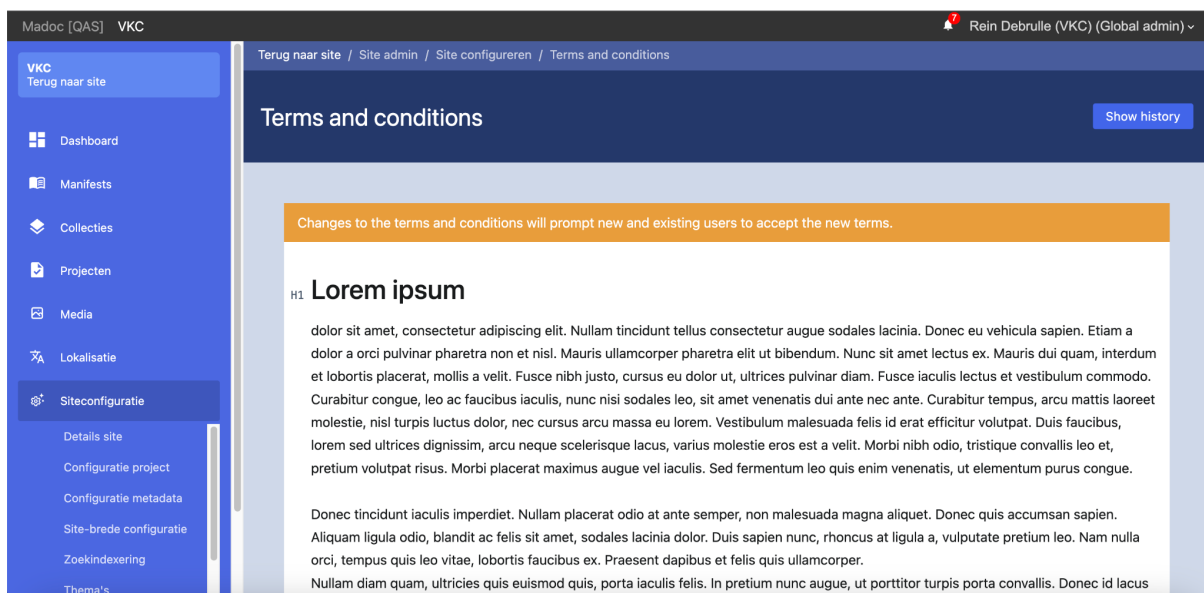 Madoc [QAS] VKC
7
Rein Debrulle (VKC) (Global admin)
VKC
Terug naar site
Dashboard
Manifests
Collecties
Projecten
Media
Lokalisatie
Siteconfiguratie
Details site
Configuratie project
Configuratie metadata
Site-brede configuratie
Zoekindexering
Thema's
Terug naar site / Site admin / Site configureren / Terms and conditions
Terms and conditions
Show history
Changes to the terms and conditions will prompt new and existing users to accept the new terms.
H1 Lorem ipsum
dolor sit amet, consectetur adipiscing elit. Nullam tincidunt tellus consectetur augue sodales lacinia. Donec eu vehicula sapien. Etiam a
dolor a orci pulvinar pharetra non et nisl. Mauris ullamcorper pharetra elit ut bibendum. Nunc sit amet lectus ex. Mauris dui quam, interdum
et lobortis placerat, mollis a velit. Fusce nibh justo, cursus eu dolor ut, ultrices pulvinar diam. Fusce iaculis lectus et vestibulum commodo.
Curabitur congue, leo ac faucibus iaculis, nunc nisi sodales leo, sit amet venenatis dui ante nec ante. Curabitur tempus, arcu mattis laoreet
molestie, nisl turpis luctus dolor, nec cursus arcu massa eu lorem. Vestibulum malesuada felis id erat efficitur volutpat. Duis faucibus,
lorem sed ultrices dignissim, arcu neque scelerisque lacus, varius molestie eros est a velit. Morbi nibh odio, tristique convallis leo et,
pretium volutpat risus. Morbi placerat maximus augue vel iaculis. Sed fermentum leo quis enim venenatis, ut elementum purus congue.
Donec tincidunt iaculis imperdiet. Nullam placerat odio at ante semper, non malesuada magna aliquet. Donec quis accumsan sapien.
Aliquam ligula odio, blandit ac felis sit amet, sodales lacinia dolor. Duis sapien nunc, rhoncus at ligula a, vulputate pretium leo. Nam nulla
orci, tempus quis leo vitae, lobortis faucibus ex. Praesent dapibus et felis quis ullamcorper.
Nullam diam quam, ultricies quis euismod quis, porta iaculis felis. In pretium nunc augue, ut porttitor turpis porta convallis. Donec id lacus